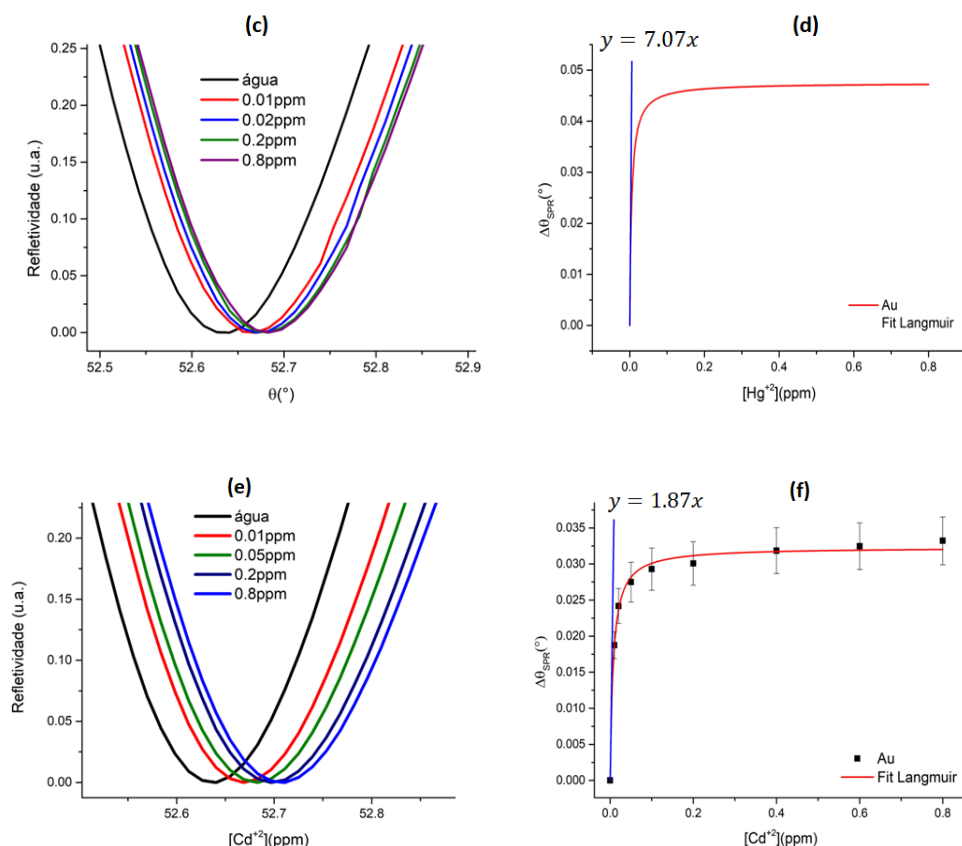 (c)
0.25
0.20
0.15
0.10
0.05
0.00
Refletividade (u.a.)
água
0.01ppm
0.02ppm
0.2ppm
0.8ppm
52.5
52.6
52.7
52.8
52.9
θ(°)
y = 7.07x
(d)
0.05
0.04
0.03
0.02
0.01
0.00
Δθ_SPR(°)
Au
Fit Langmuir
0.0
0.2
0.4
0.6
0.8
[Hg⁺²](ppm)
(e)
0.20
0.15
0.10
0.05
0.00
Refletividade (u.a.)
água
0.01ppm
0.05ppm
0.2ppm
0.8ppm
52.6
52.7
52.8
[Cd⁺²](ppm)
y = 1.87x
(f)
0.035
0.030
0.025
0.020
0.015
0.010
0.005
0.000
Δθ_SPR(°)
Au
Fit Langmuir
0.0
0.2
0.4
0.6
0.8
[Cd⁺²](ppm)